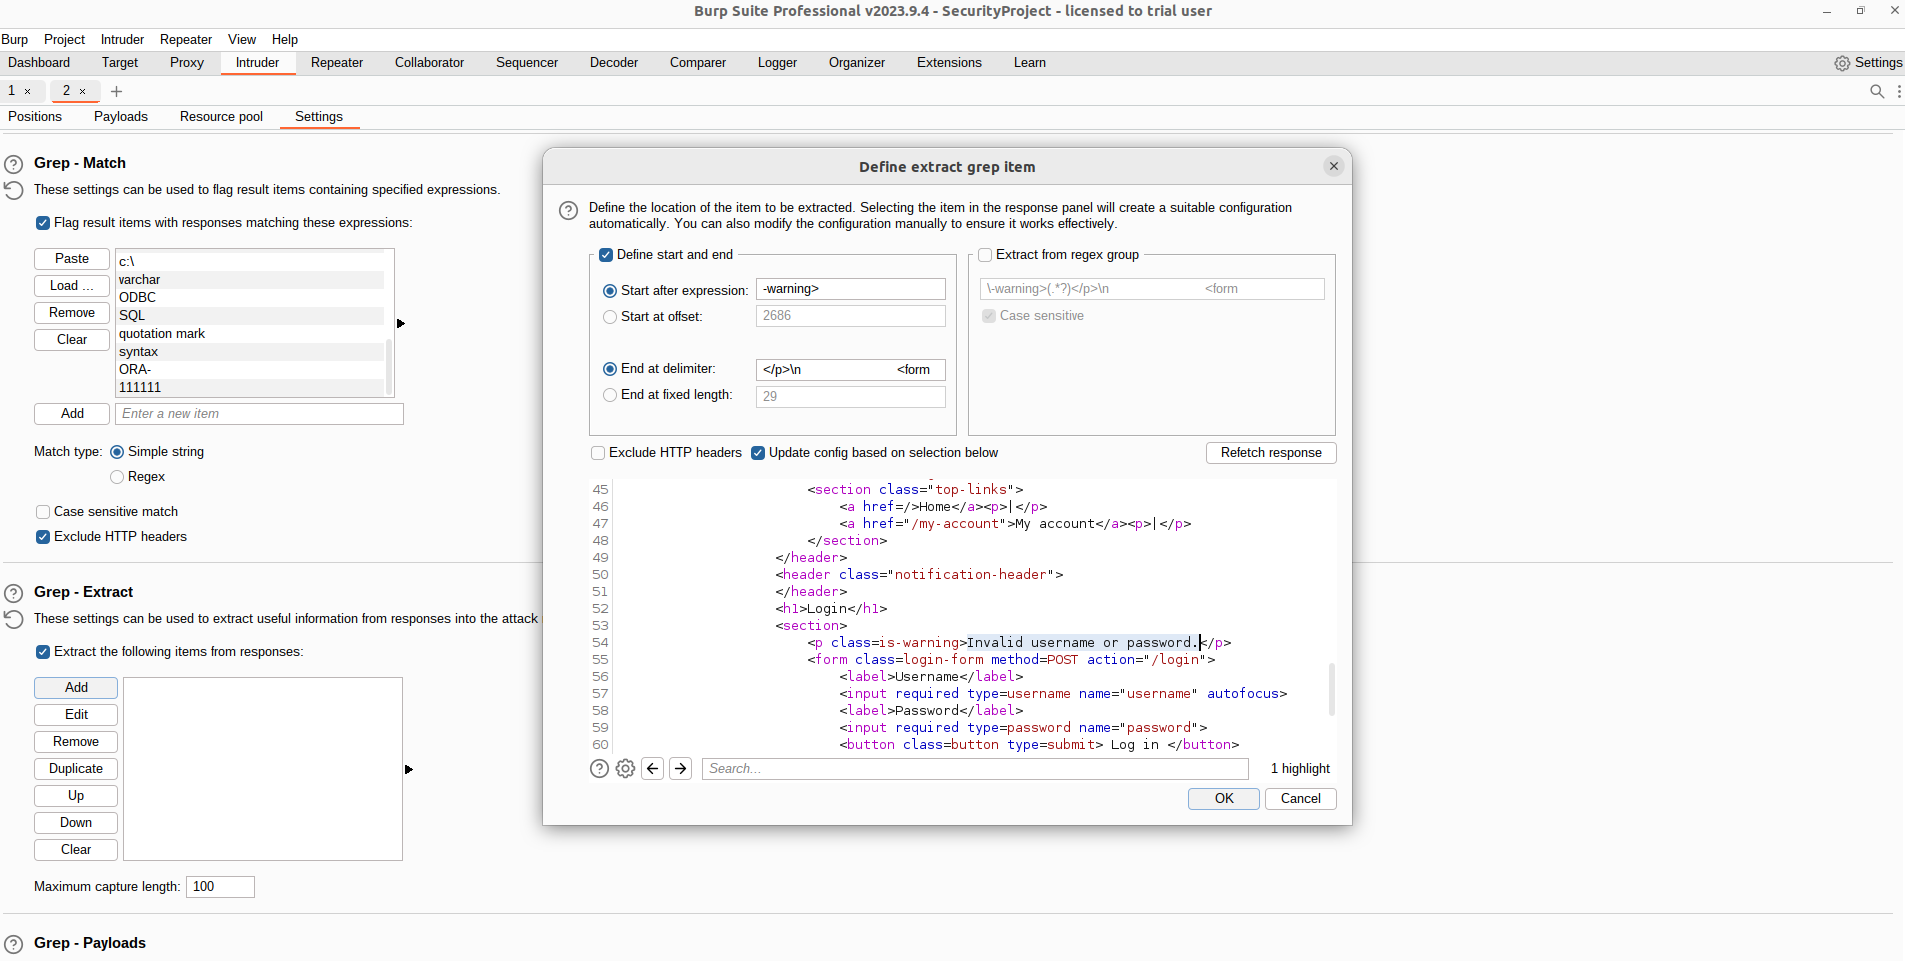 Burp Suite Professional v2023.9.4 - SecurityProject - licensed to trial user
Burp Project Intruder Repeater View Help
Dashboard Target Proxy Intruder Repeater Collaborator Sequencer Decoder Comparer Logger Organizer Extensions Learn Settings
1 × 2 × +
Positions Payloads Resource pool Settings
Grep - Match
These settings can be used to flag result items containing specified expressions.
Flag result items with responses matching these expressions:
Paste
Load ...
Remove
Clear
c:\
varchar
ODBC
SQL
quotation mark
syntax
ORA-
111111
Add Enter a new item
Match type: Simple string
Regex
Case sensitive match
Exclude HTTP headers
Grep - Extract
These settings can be used to extract useful information from responses into the attack
Extract the following items from responses:
Add
Edit
Remove
Duplicate
Up
Down
Clear
Maximum capture length: 100
Grep - Payloads
Define extract grep item
Define the location of the item to be extracted. Selecting the item in the response panel will create a suitable configuration
automatically. You can also modify the configuration manually to ensure it works effectively.
Define start and end
Start after expression: -warning>
Start at offset: 2686
End at delimiter: </p>\n <form
End at fixed length: 29
Extract from regex group
\-warning>(.*?)</p>\n <form
Case sensitive
Exclude HTTP headers Update config based on selection below Refetch response
45 <section class="top-links">
46 <a href=/>Home</a><p>|</p>
47 <a href="/my-account">My account</a><p>|</p>
48 </section>
49 </header>
50 <header class="notification-header">
51 </header>
52 <h1>Login</h1>
53 <section>
54 <p class=is-warning>Invalid username or password.</p>
55 <form class=login-form method=POST action="/login">
56 <label>Username</label>
57 <input required type=username name="username" autofocus>
58 <label>Password</label>
59 <input required type=password name="password">
60 <button class=button type=submit> Log in </button>
Search... 1 highlight
OK Cancel